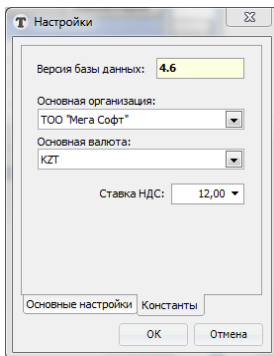 Настройки
Версия базы данных: 4.6
Основная организация:
ТОО "Мега Софт"
Основная валюта:
KZT
Ставка НДС: 12,00
Основные настройки Константы
ОК Отмена